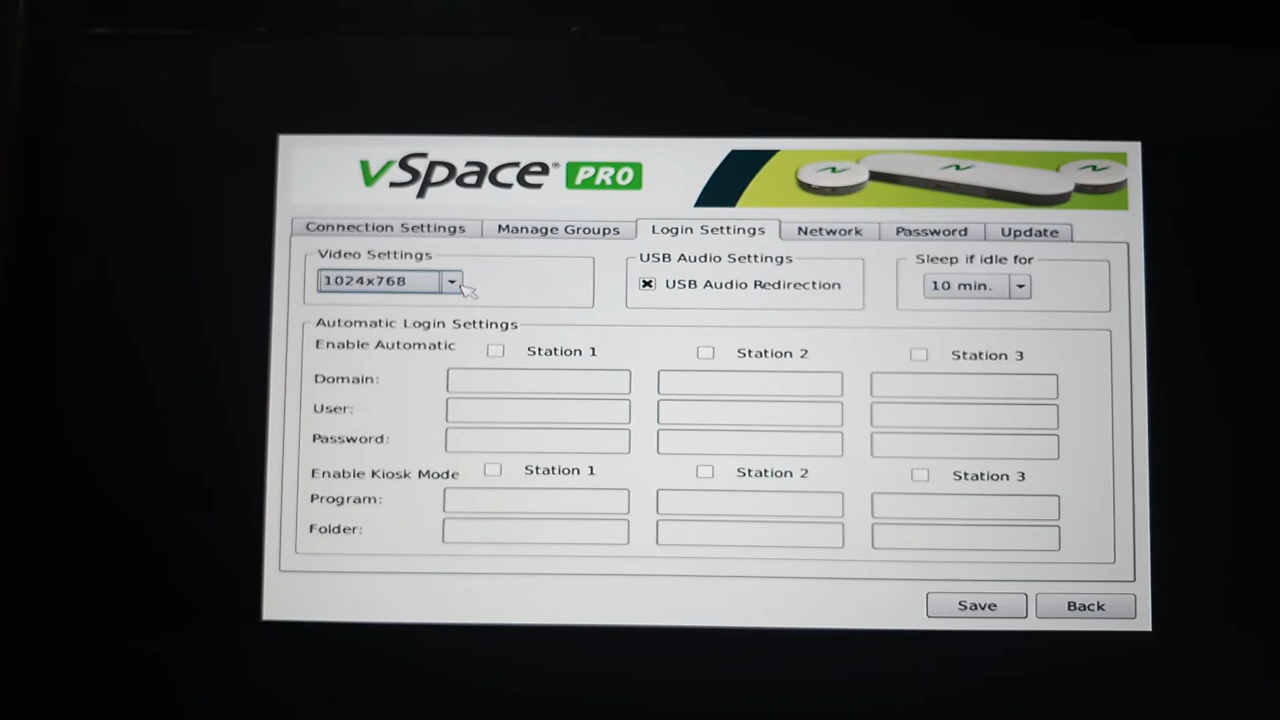 vSpace® PRO
Connection Settings Manage Groups Login Settings Network Password Update
Video Settings USB Audio Settings Sleep if idle for
1024x768 USB Audio Redirection 10 min.
Automatic Login Settings
Enable Automatic Station 1 Station 2 Station 3
Domain:
User:
Password:
Enable Kiosk Mode Station 1 Station 2 Station 3
Program:
Folder:
Save Back